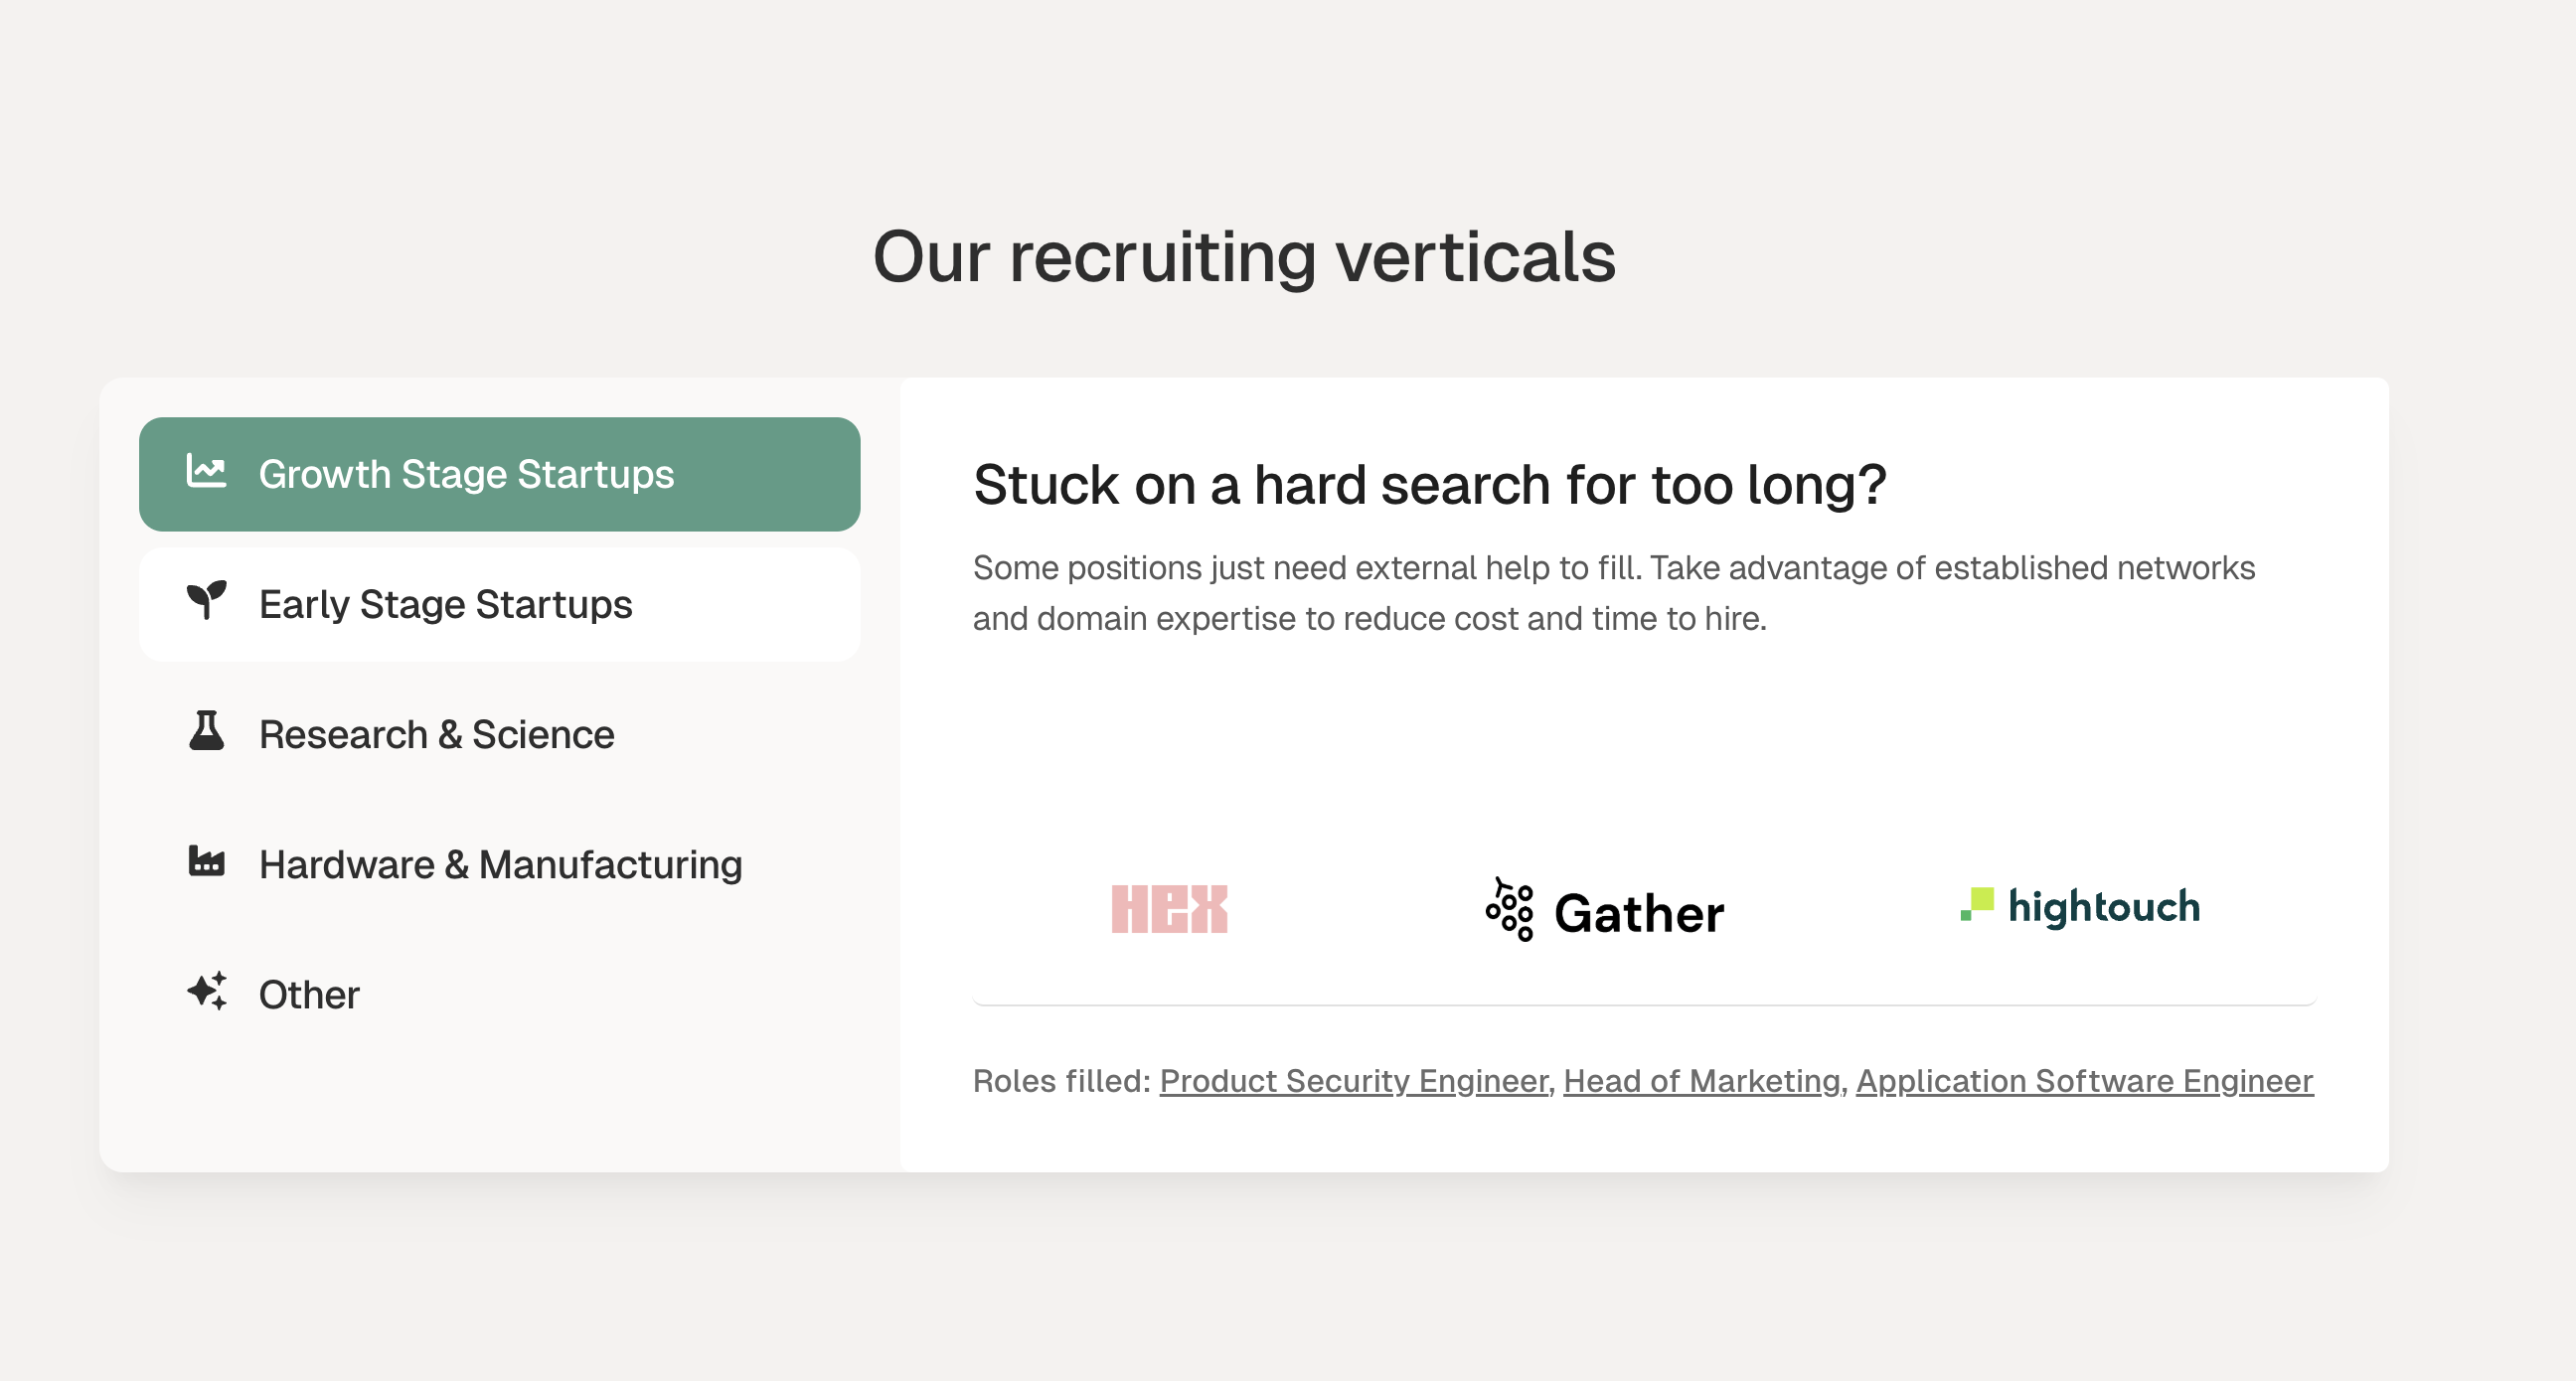 Our recruiting verticals
Growth Stage Startups
Early Stage Startups
Research & Science
Hardware & Manufacturing
Other
Stuck on a hard search for too long?
Some positions just need external help to fill. Take advantage of established networks
and domain expertise to reduce cost and time to hire.
HEX
Gather
hightouch
Roles filled: Product Security Engineer, Head of Marketing, Application Software Engineer